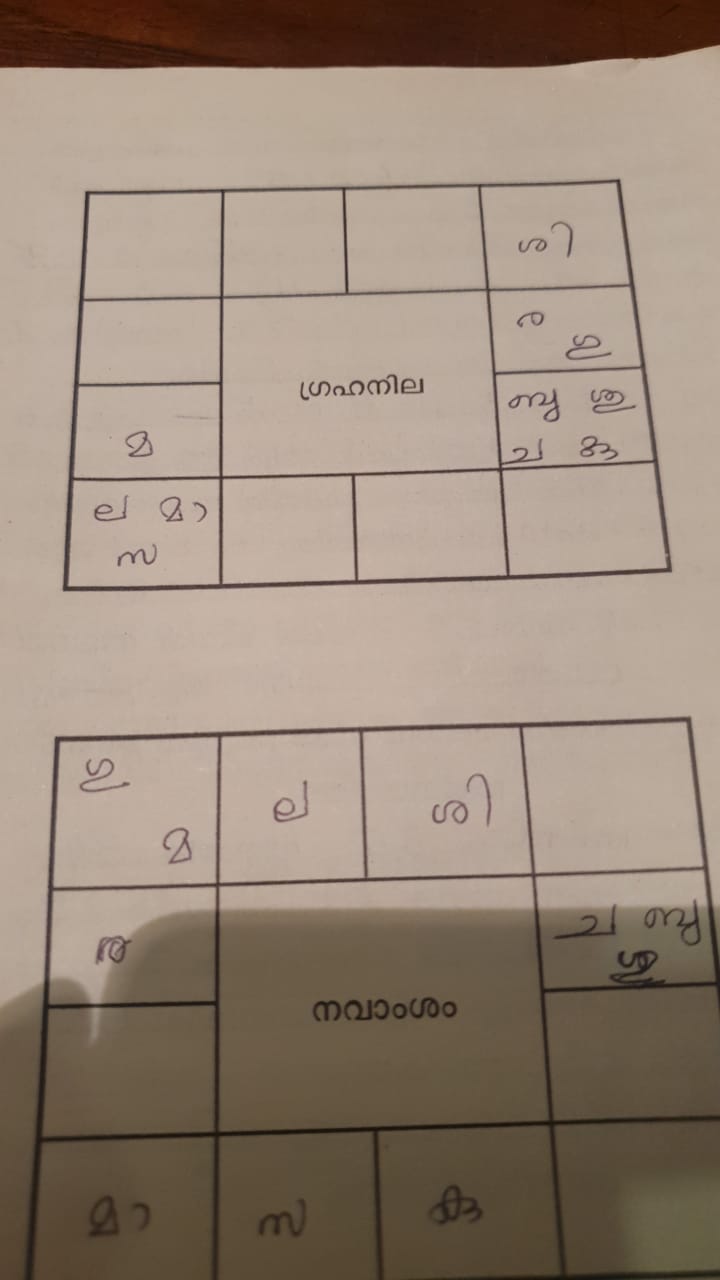 ശി
ര
ഗു
ഗ്രഹനില
ബു ശു
ച കു
മ
ല മാ
സ
ഗു
മ
ല
ശി
ര
ച ബു
ശു
നവാംശം
മാ
സ
കു